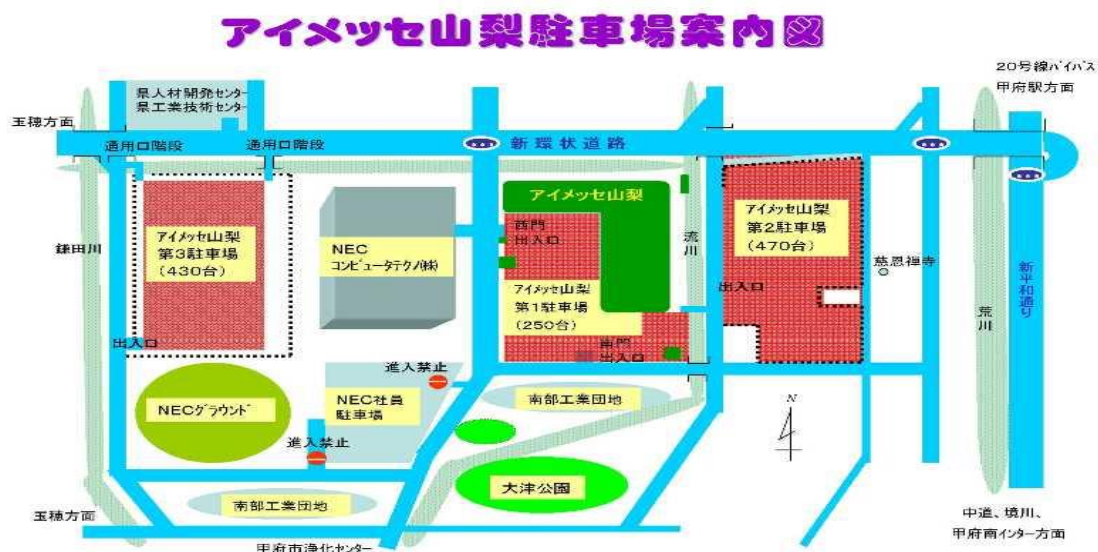 アイメッセ山梨駐車場案内図
20号線バイパス
甲府駅方面
県人材開発センター
県工業技術センター
玉穂方面
通用口階段
通用口階段
新環状道路
アイメッセ山梨
アイメッセ山梨
第2駐車場
(470台)
西門
出入口
アイメッセ山梨
第3駐車場
(430台)
NEC
コンピュータテクノ(株)
鎌田川
流川
慈恩禅寺
新平和通り
荒川
アイメッセ山梨
第1駐車場
(250台)
出入口
出入口
南門
出入口
進入禁止
NEC社員
駐車場
NECグラウンド
南部工業団地
N
進入禁止
大津公園
南部工業団地
玉穂方面
中道、境川、
甲府南インター方面
甲府市浄化センター